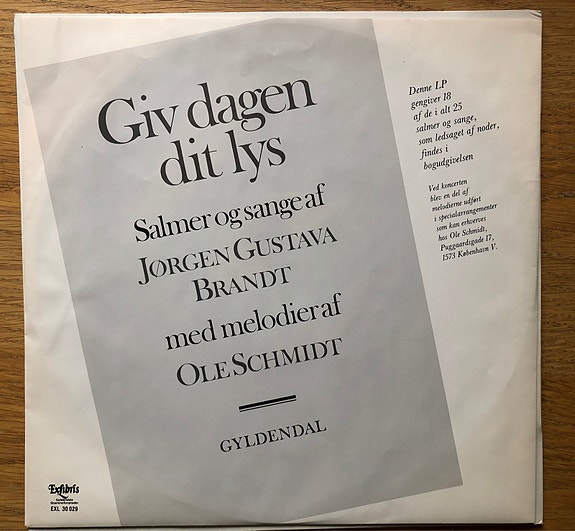 Giv dagen
dit lys
Salmer og sange af
JØRGEN GUSTAVA
BRANDT
med melodier af
OLE SCHMIDT
GYLDENDAL
Denne LP
gengiver 18
af de i alt 25
salmer og sange,
som ledsaget af noder,
findes i
bogudgivelsen
Ved koncerten
blev en del af
melodierne udført
i specialarrangementer
som kan erhverves
hos Ole Schmidt,
Puggaardsgade 17,
1573 København V.
Exlibris
EXL 30 029